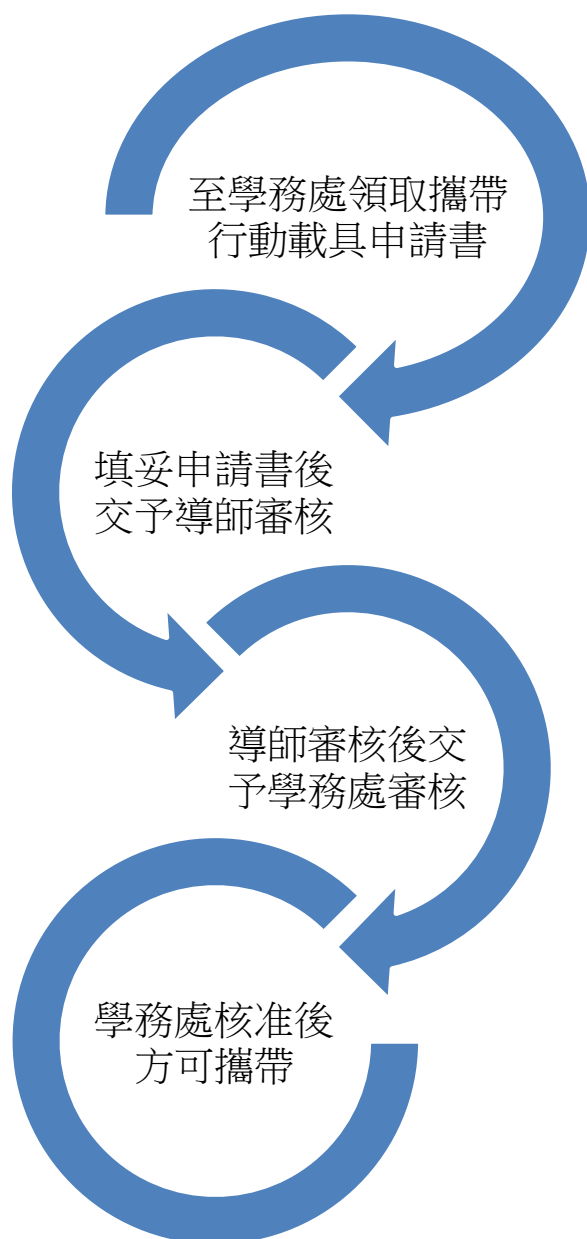 至學務處領取攜帶
行動載具申請書
填妥申請書後
交予導師審核
導師審核後交
予學務處審核
學務處核准後
方可攜帶